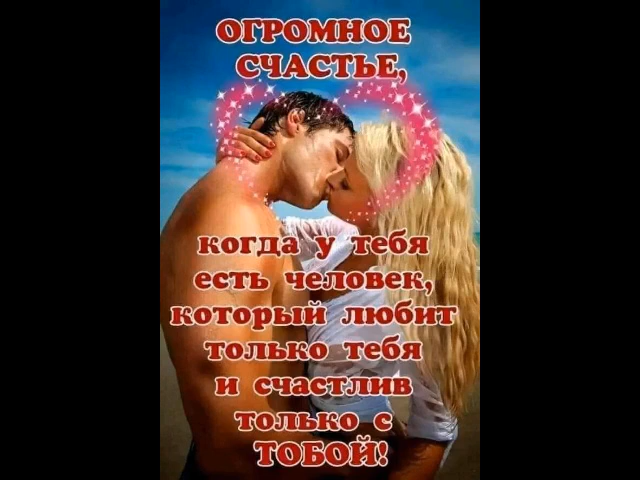 ОГРОМНОЕ
СЧАСТЬЕ,
когда у тебя
есть человек,
который любит
только тебя
и счастлив
только с
ТОБОЙ!